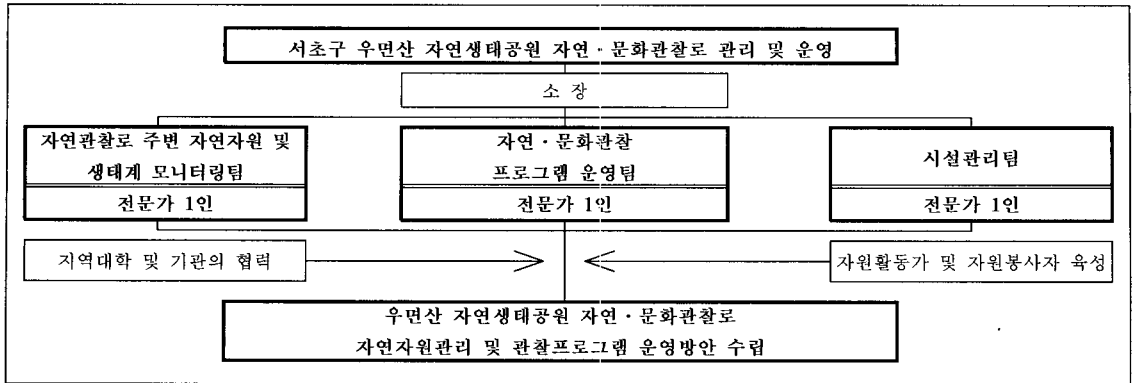 서초구 우면산 자연생태공원 자연·문화관찰로 관리 및 운영
소 장
자연관찰로 주변 자연자원 및
생태계 모니터링팀
전문가 1인
자연·문화관찰
프로그램 운영팀
전문가 1인
시설관리팀
전문가 1인
지역대학 및 기관의 협력
자원활동가 및 자원봉사자 육성
우면산 자연생태공원 자연·문화관찰로
자연자원관리 및 관찰프로그램 운영방안 수립